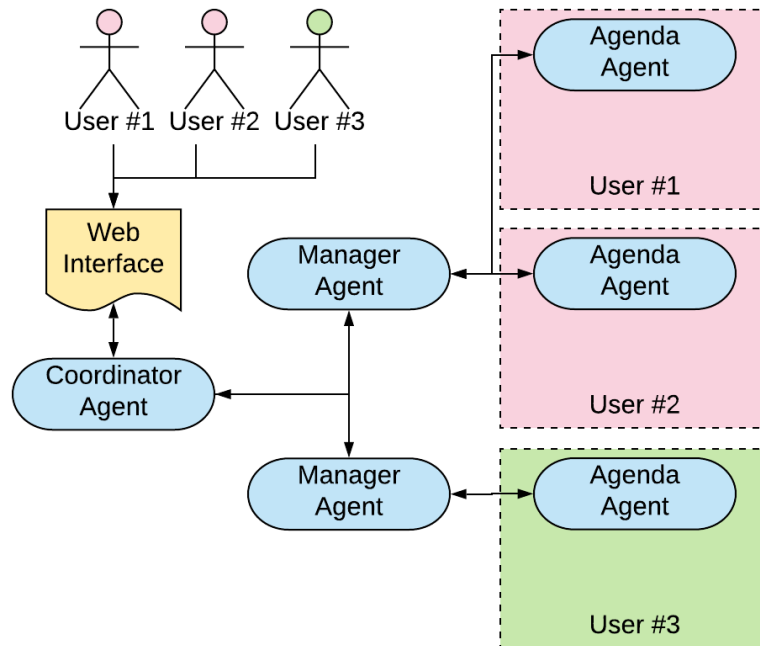 User #1 User #2 User #3
Web
Interface
Coordinator
Agent
Manager
Agent
Manager
Agent
Agenda
Agent
User #1
Agenda
Agent
User #2
Agenda
Agent
User #3